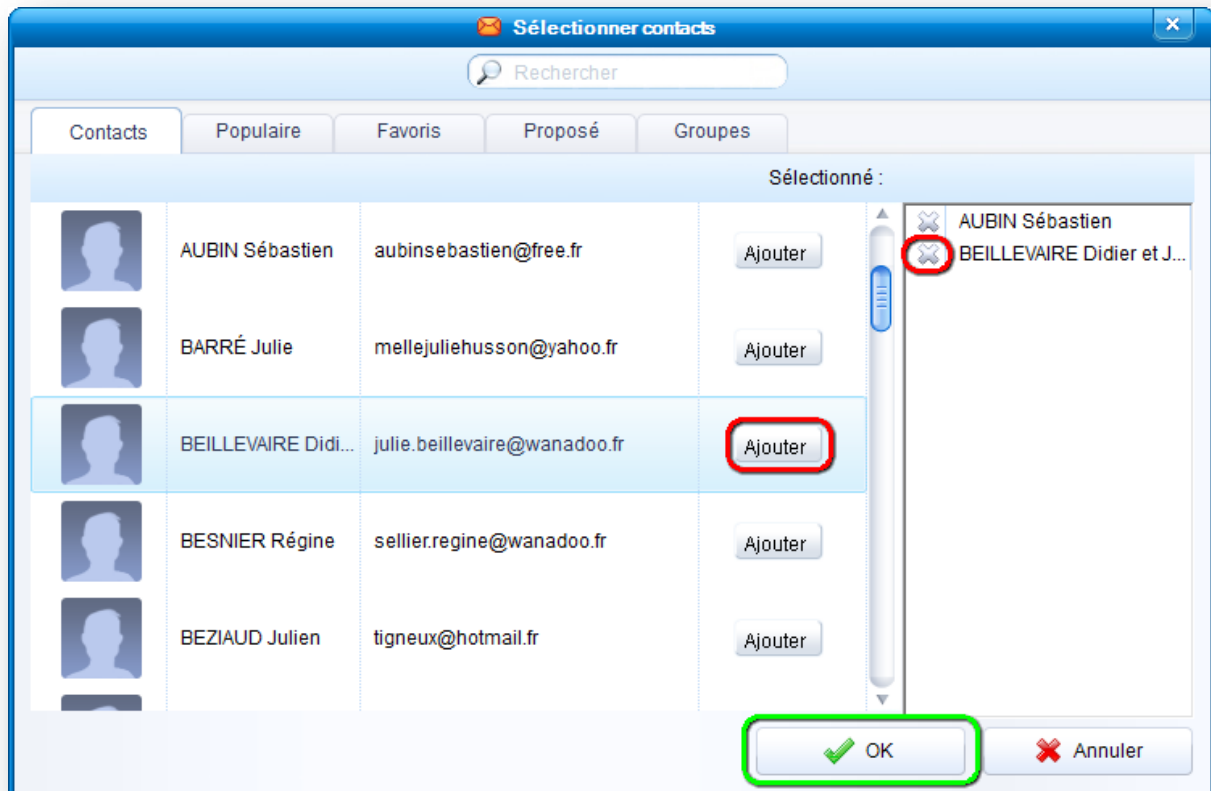 Sélectionner contacts
Rechercher
Contacts Populaire Favoris Proposé Groupes
Sélectionné :
AUBIN Sébastien aubinsebastien@free.fr Ajouter
BARRÉ Julie mellejuliehusson@yahoo.fr Ajouter
BEILLEVAIRE Didi... julie.beillevaire@wanadoo.fr Ajouter
BESNIER Régine sellier.regine@wanadoo.fr Ajouter
BEZIAUD Julien tigneux@hotmail.fr Ajouter
AUBIN Sébastien
BEILLEVAIRE Didier et J...
OK Annuler